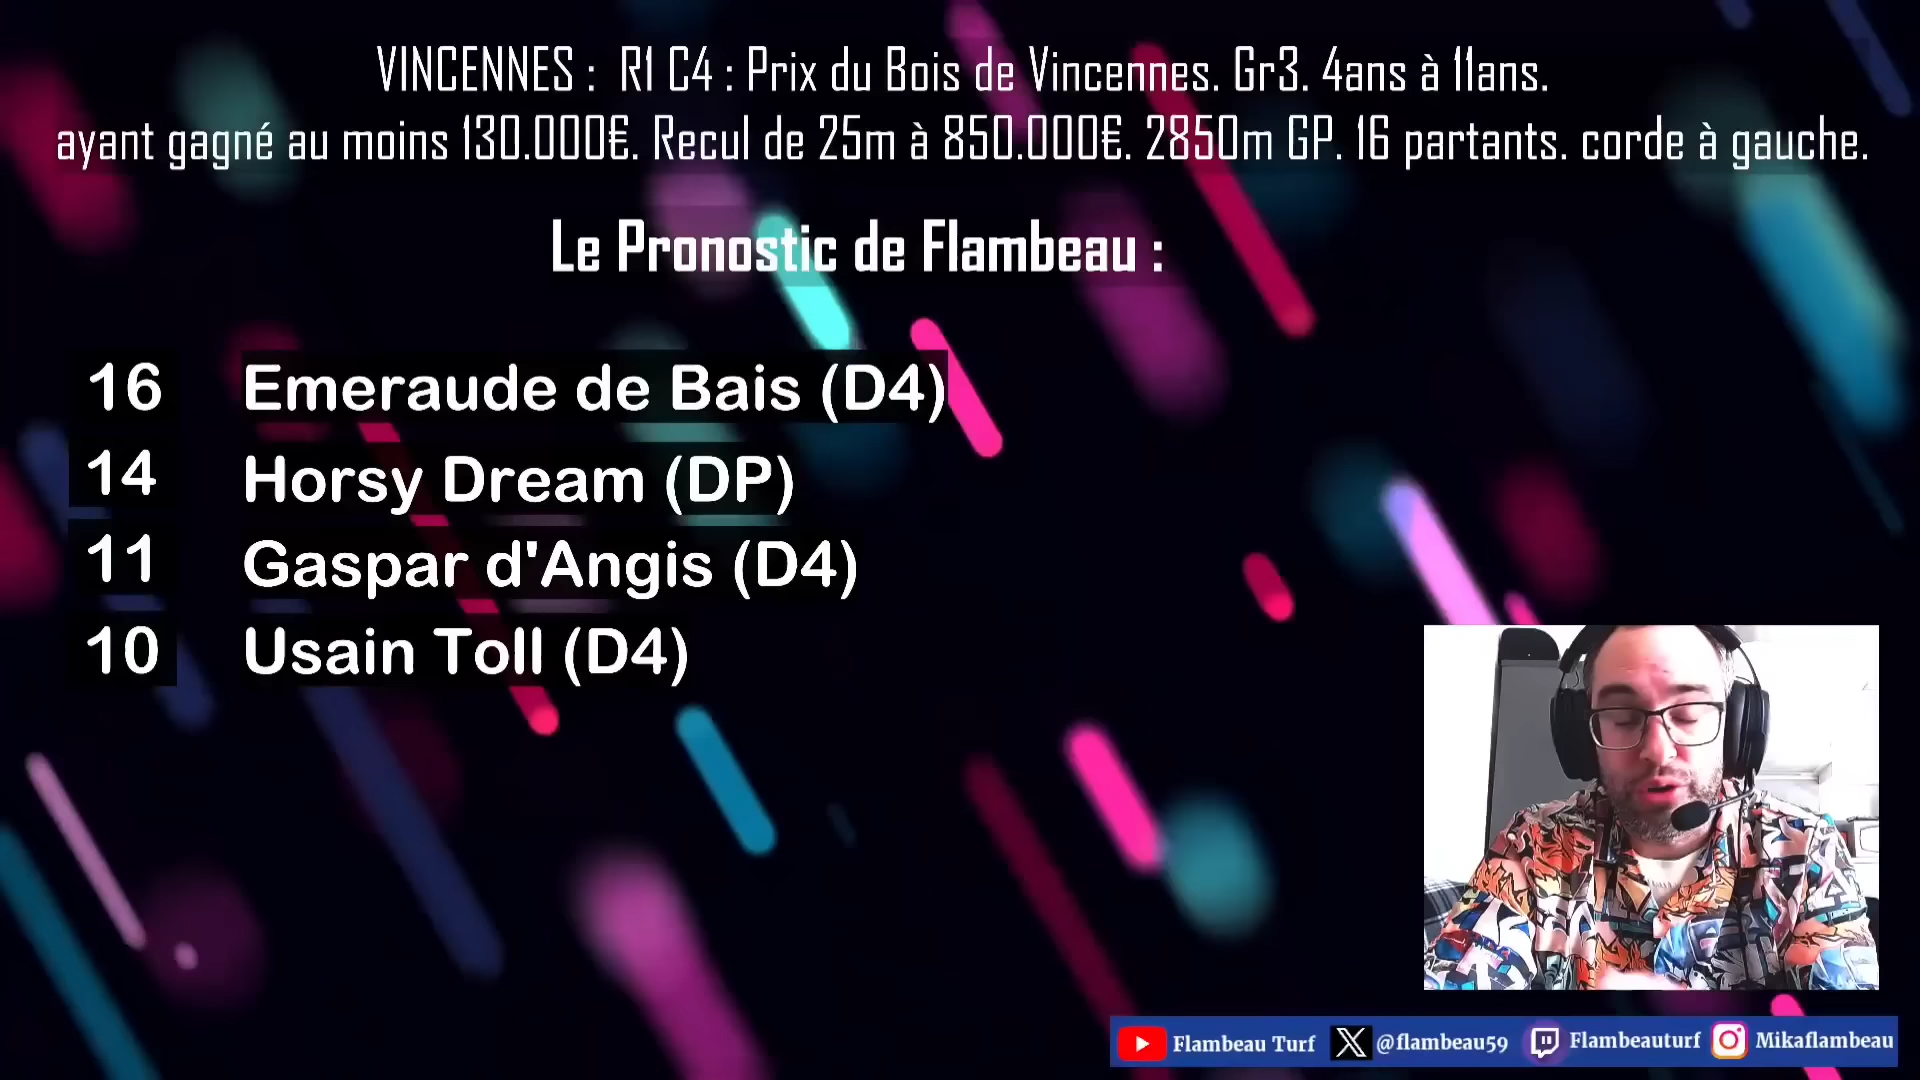 VINCENNES : R1 C4 : Prix du Bois de Vincennes. Gr3. 4ans à 11ans.
ayant gagné au moins 130.000€. Recul de 25m à 850.000€. 2850m GP. 16 partants. corde à gauche.
Le Pronostic de Flambeau :
16 Emeraude de Bais (D4)
14 Horsy Dream (DP)
11 Gaspar d'Angis (D4)
10 Usain Toll (D4)
Flambeau Turf @flambeau59 Flambeauturf Mikaflambeau